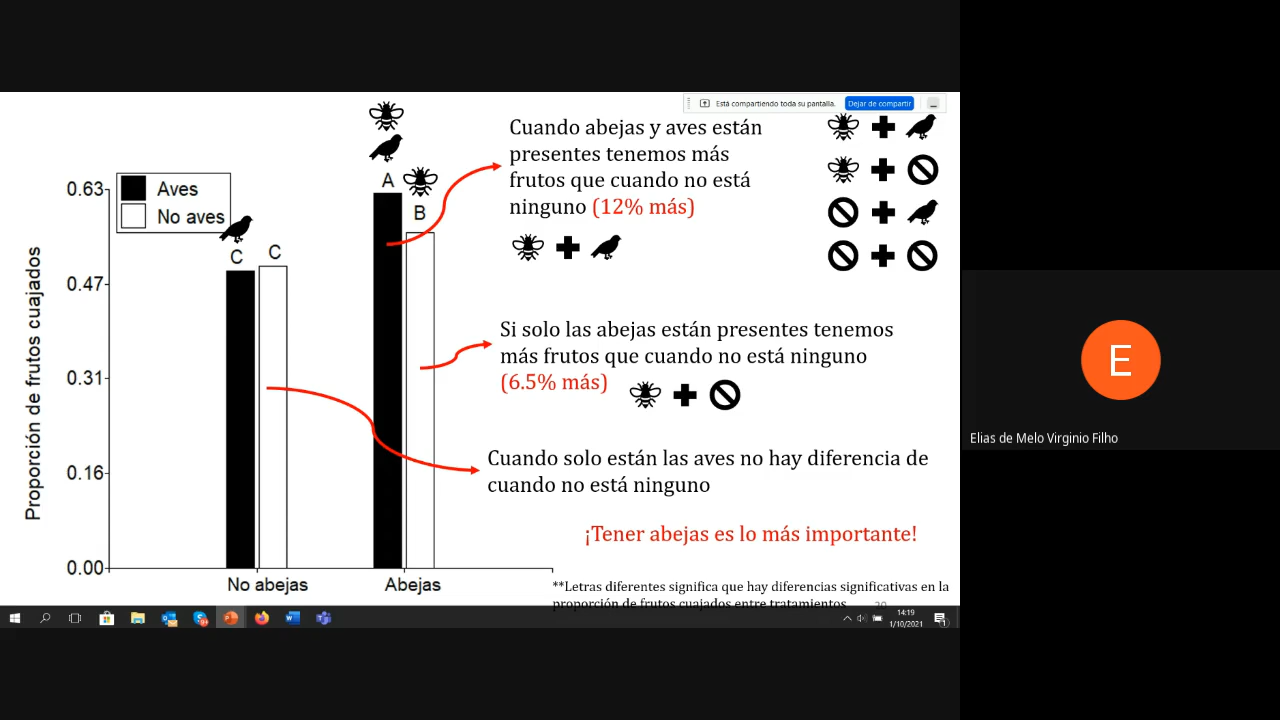 Está compartiendo toda su pantalla. Dejar de compartir
Proporción de frutos cuajados
0.63
0.47
0.31
0.16
0.00
Aves
No aves
C
C
A
B
No abejas
Abejas
Cuando abejas y aves están
presentes tenemos más
frutos que cuando no está
ninguno (12% más)
Si solo las abejas están presentes tenemos
más frutos que cuando no está ninguno
(6.5% más)
Cuando solo están las aves no hay diferencia de
cuando no está ninguno
¡Tener abejas es lo más importante!
**Letras diferentes significa que hay diferencias significativas en la
proporción de frutos cuajados entre tratamientos
14:19
1/10/2021
E
Elias de Melo Virginio Filho